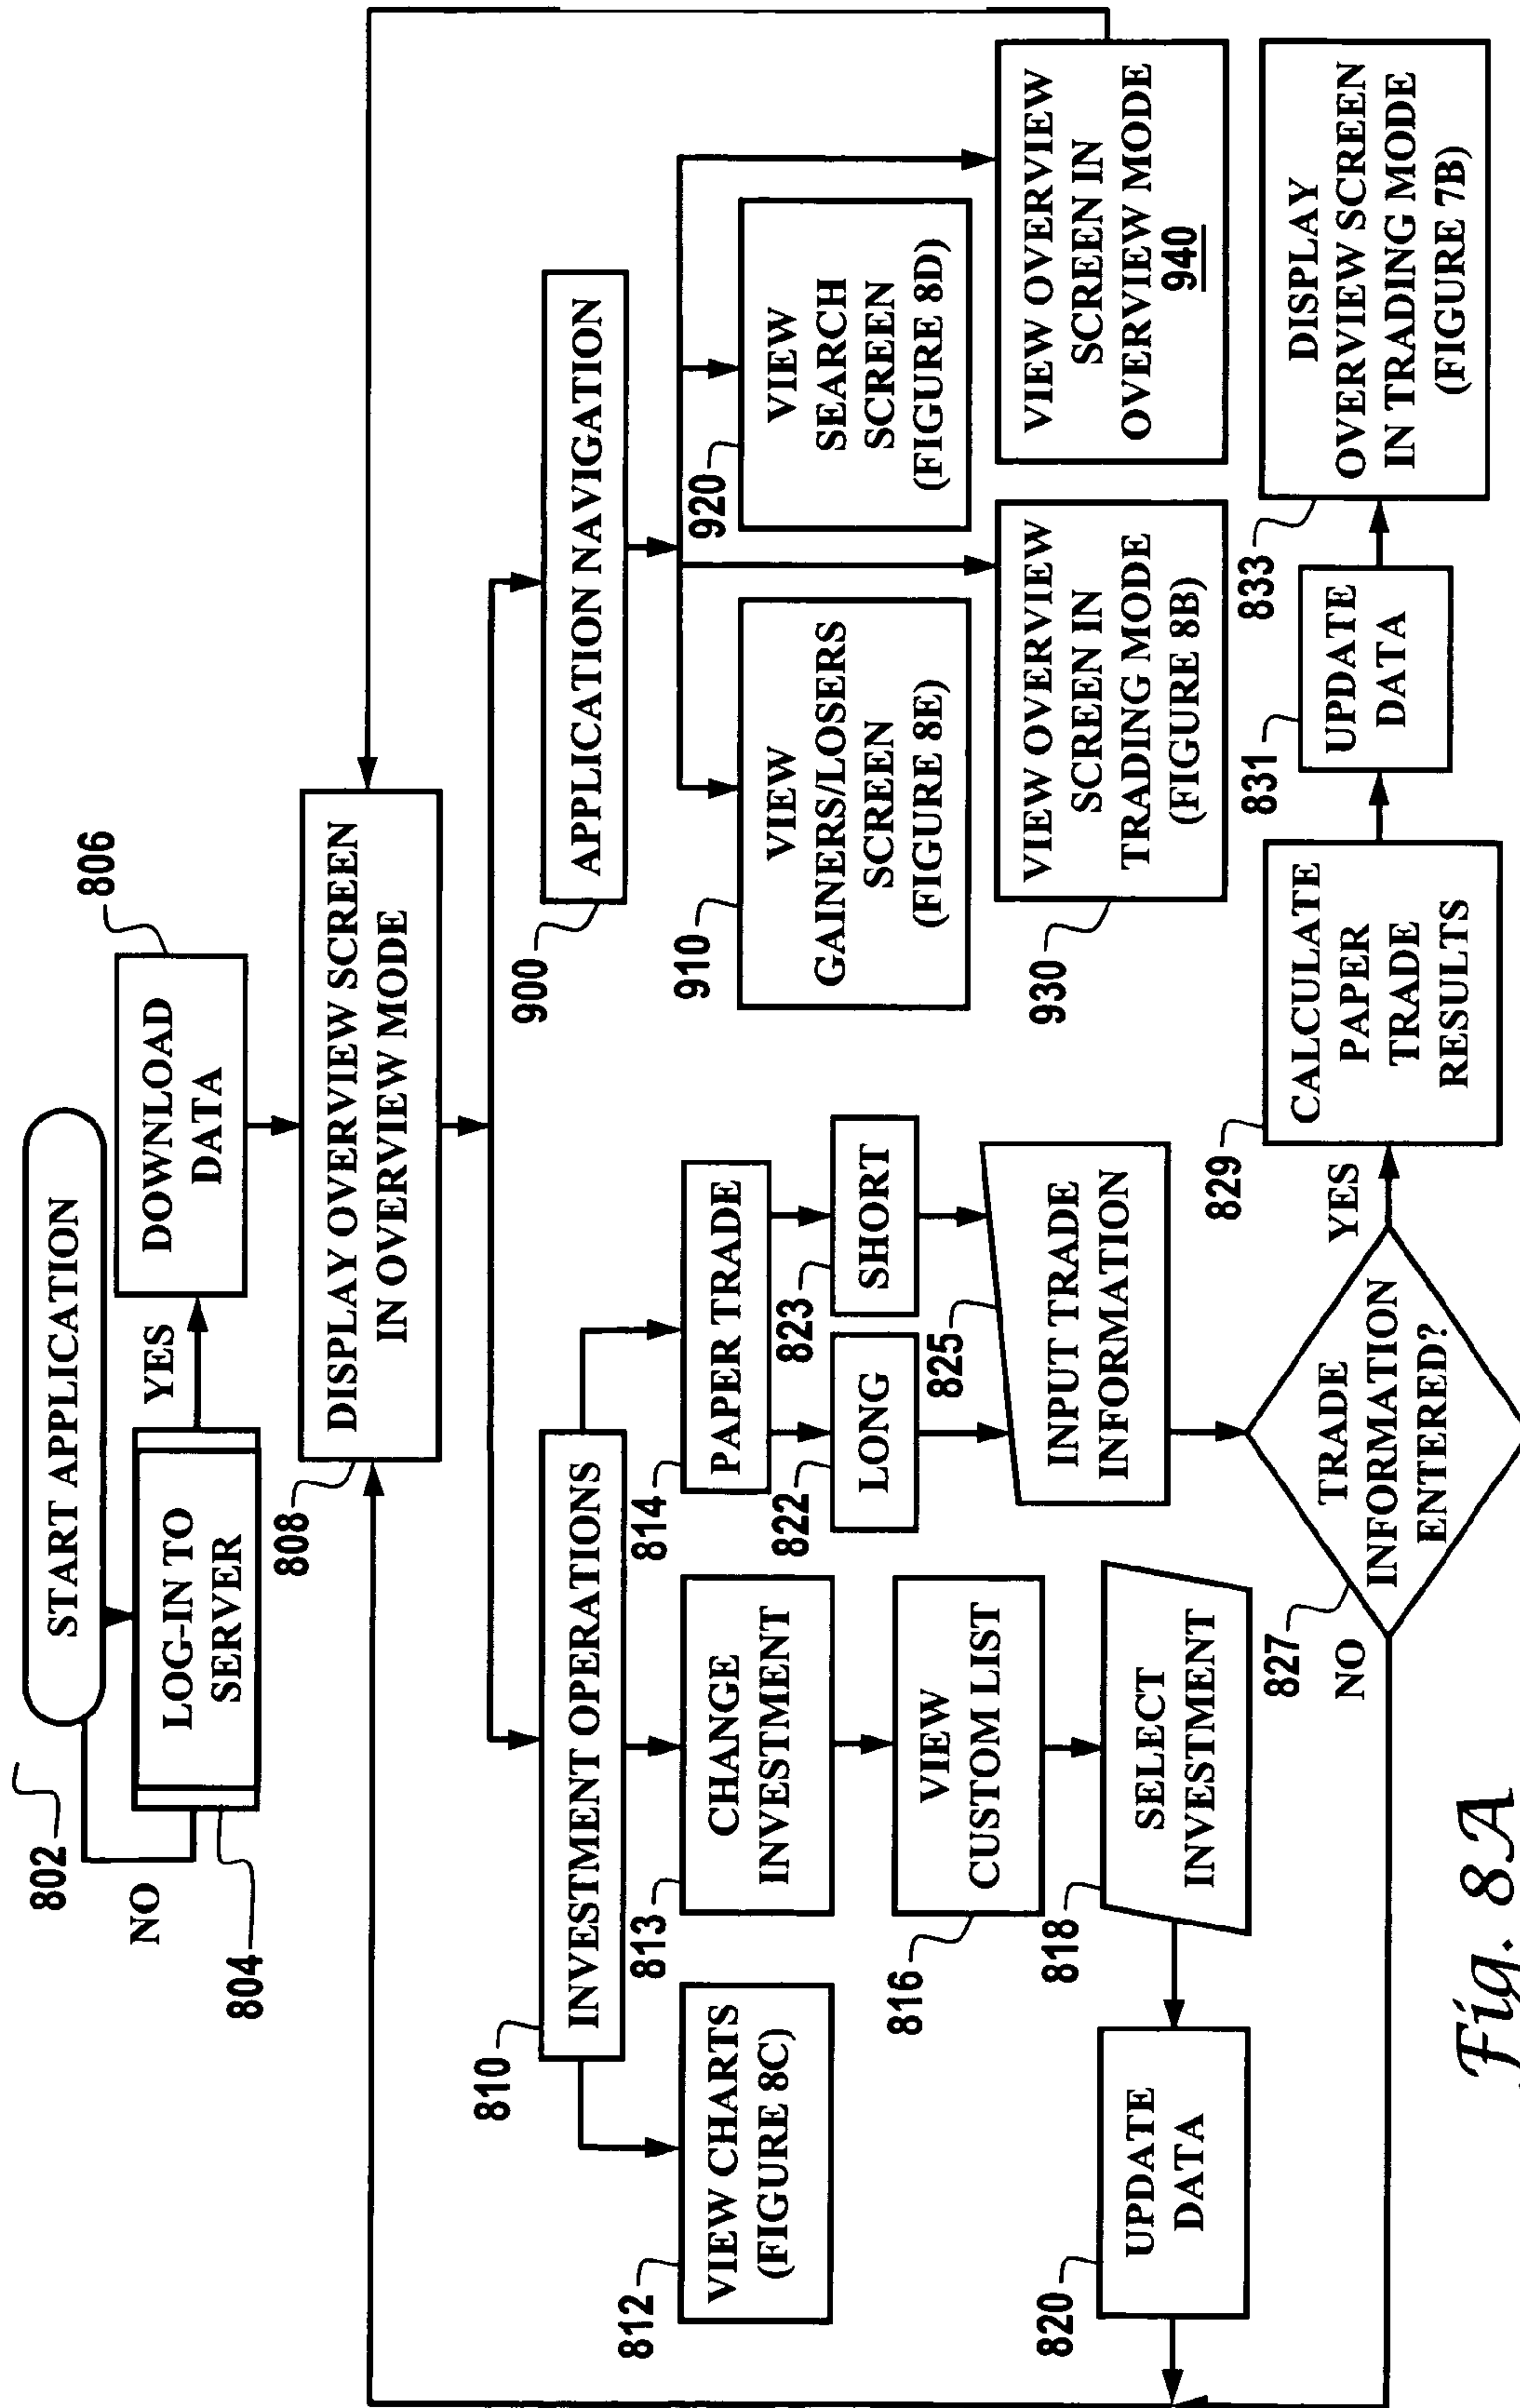 802
START APPLICATION
NO
LOG-IN TO
SERVER
804
YES
DOWNLOAD
DATA
806
808
DISPLAY OVERVIEW SCREEN
IN OVERVIEW MODE
810
INVESTMENT OPERATIONS
900
APPLICATION NAVIGATION
812
VIEW CHARTS
(FIGURE 8C)
813
CHANGE
INVESTMENT
814
PAPER TRADE
822
LONG
823
SHORT
816
VIEW
CUSTOM LIST
825
INPUT TRADE
INFORMATION
818
SELECT
INVESTMENT
820
UPDATE
DATA
910
VIEW
GAINERS/LOSERS
SCREEN
(FIGURE 8E)
920
VIEW
SEARCH
SCREEN
(FIGURE 8D)
930
VIEW OVERVIEW
SCREEN IN
TRADING MODE
(FIGURE 8B)
VIEW OVERVIEW
SCREEN IN
OVERVIEW MODE
940
827
NO
TRADE
INFORMATION
ENTERED?
YES
829
CALCULATE
PAPER
TRADE
RESULTS
831
UPDATE
DATA
833
DISPLAY
OVERVIEW SCREEN
IN TRADING MODE
(FIGURE 7B)
Fig. 8A